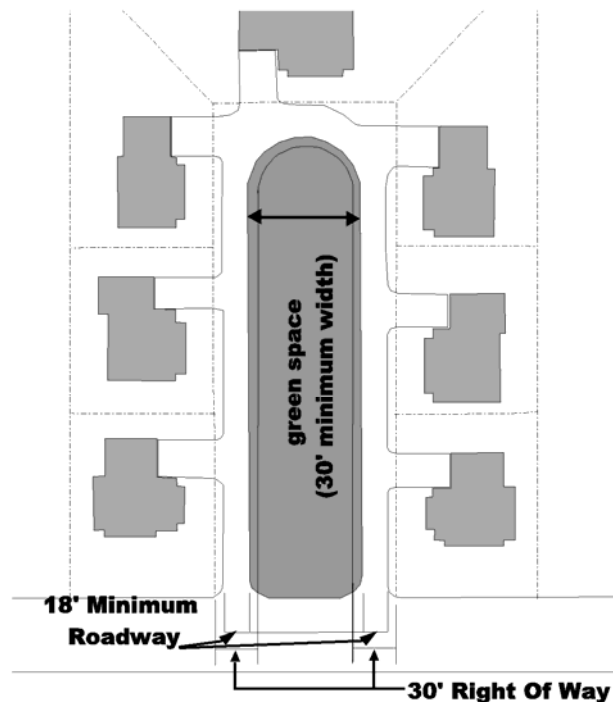 green space
(30' minimum width)
18' Minimum
Roadway
30' Right Of Way